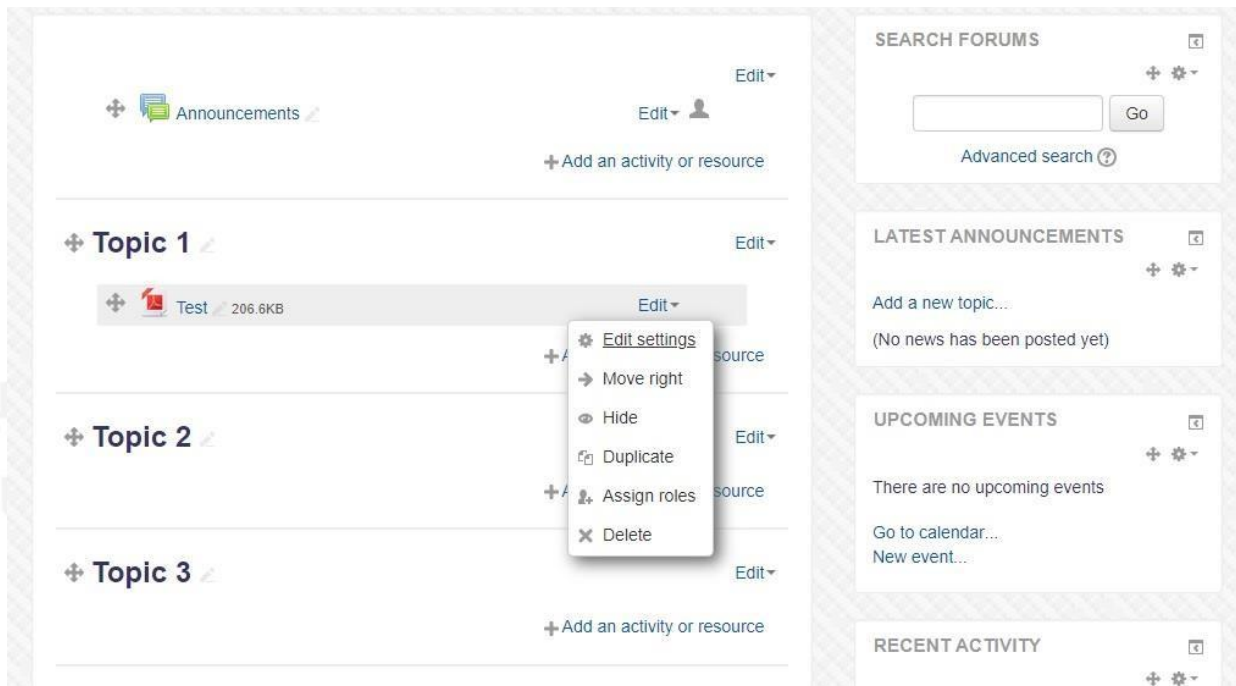 Edit
Announcements
Edit
Add an activity or resource
Topic 1
Edit
Test 206.6KB
Edit
Edit settings
Move right
Hide
Duplicate
Assign roles
Delete
source
Topic 2
Edit
source
Topic 3
Edit
Add an activity or resource
SEARCH FORUMS
Go
Advanced search
LATEST ANNOUNCEMENTS
Add a new topic...
(No news has been posted yet)
UPCOMING EVENTS
There are no upcoming events
Go to calendar...
New event...
RECENT ACTIVITY